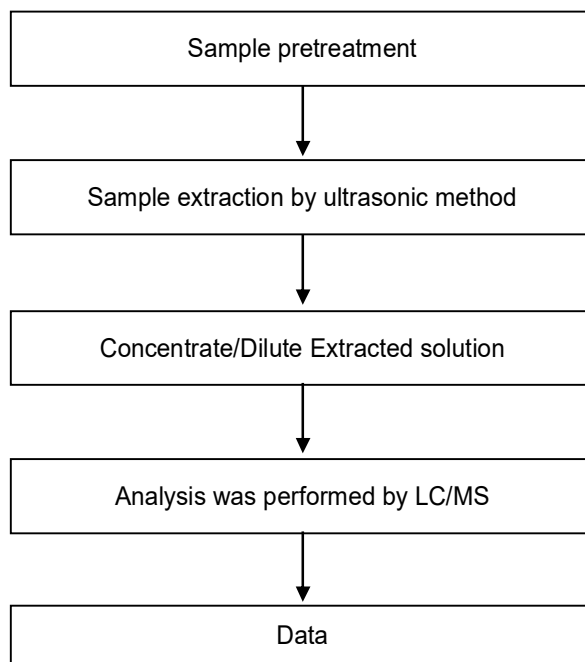 Sample pretreatment
Sample extraction by ultrasonic method
Concentrate/Dilute Extracted solution
Analysis was performed by LC/MS
Data